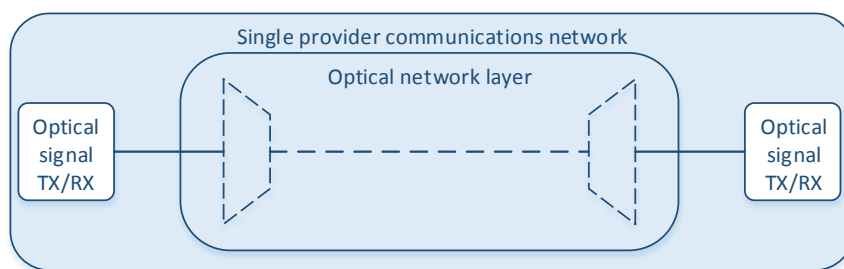 Single provider communications network
Optical network layer
Optical
signal
TX/RX
Optical
signal
TX/RX